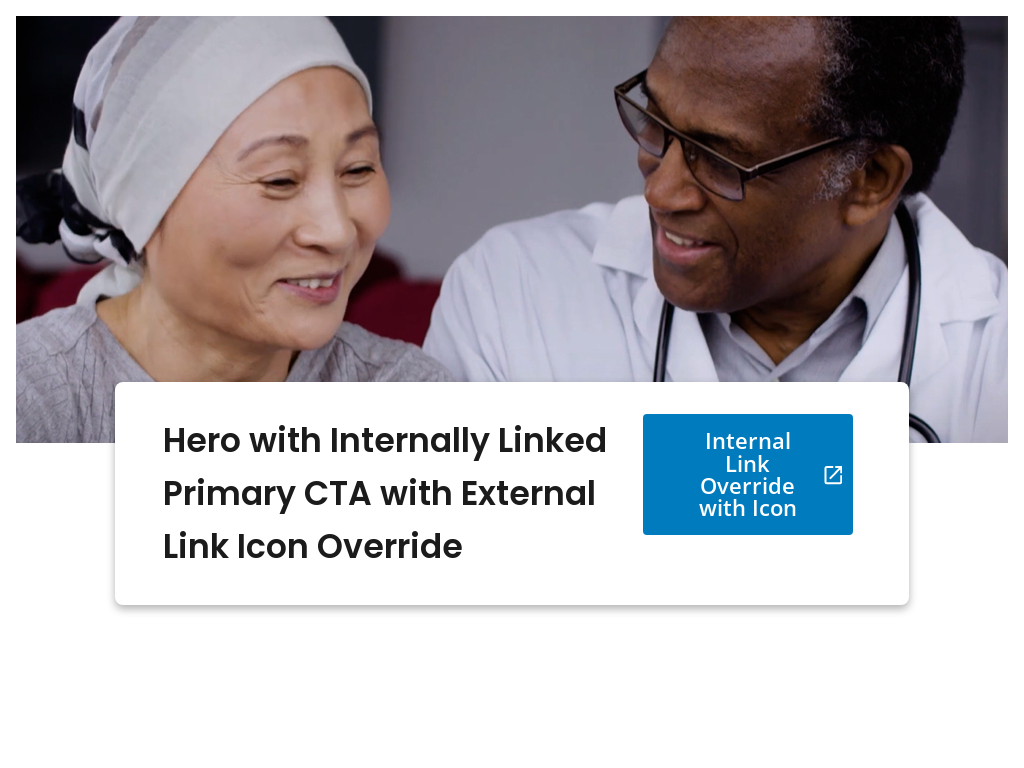 Hero with Internally Linked
Primary CTA with External
Link Icon Override
Internal
Link
Override
with Icon